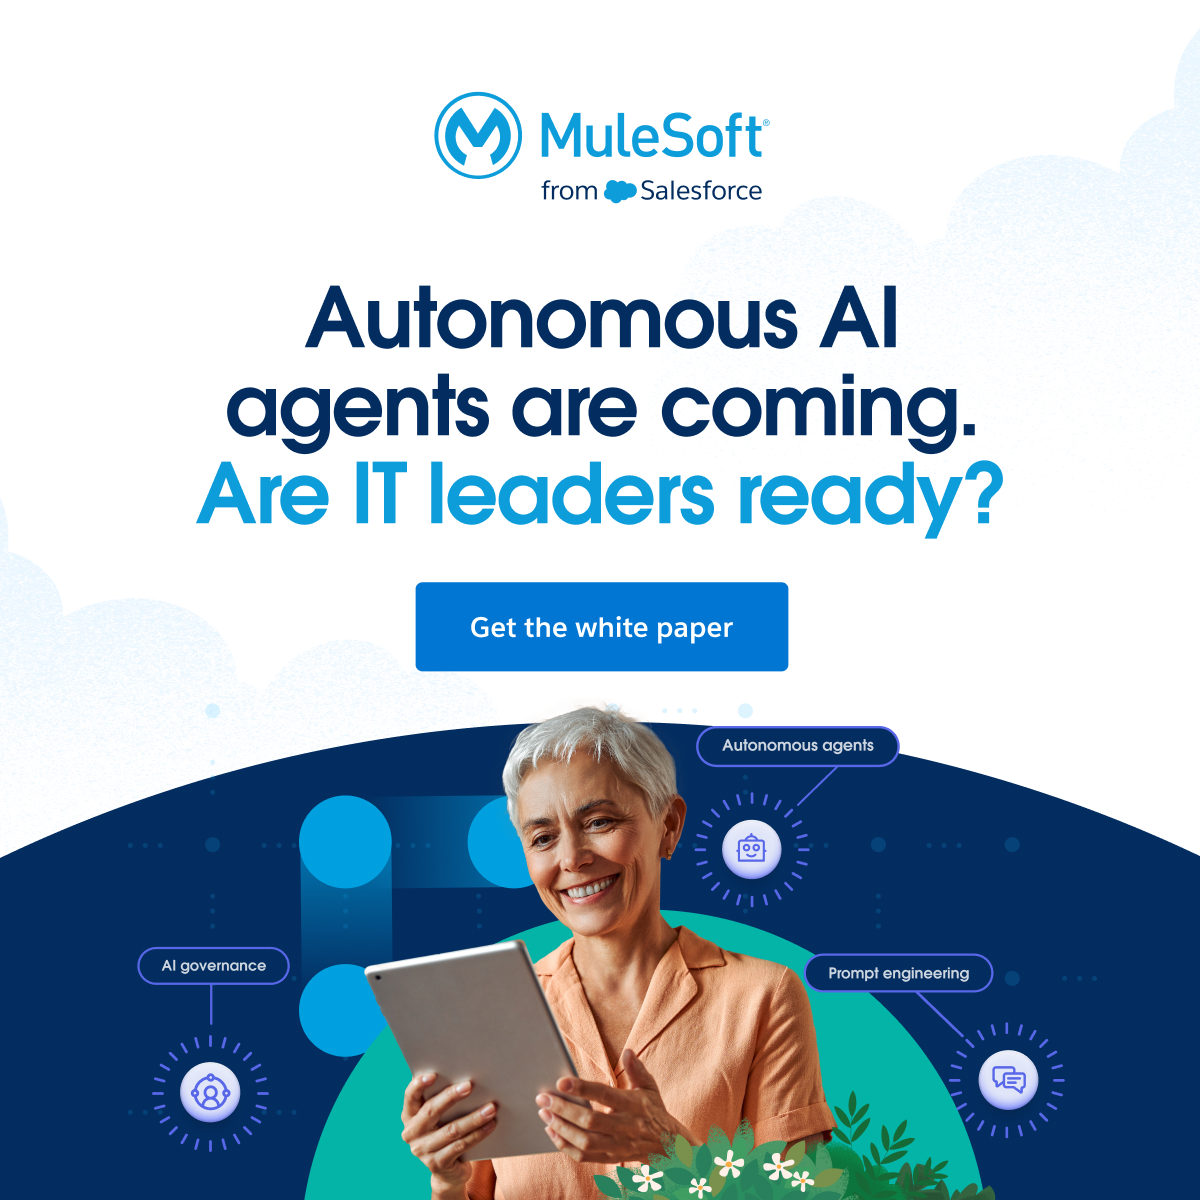 MuleSoft®
from Salesforce
Autonomous AI
agents are coming.
Are IT leaders ready?
Get the white paper
Autonomous agents
AI governance
Prompt engineering